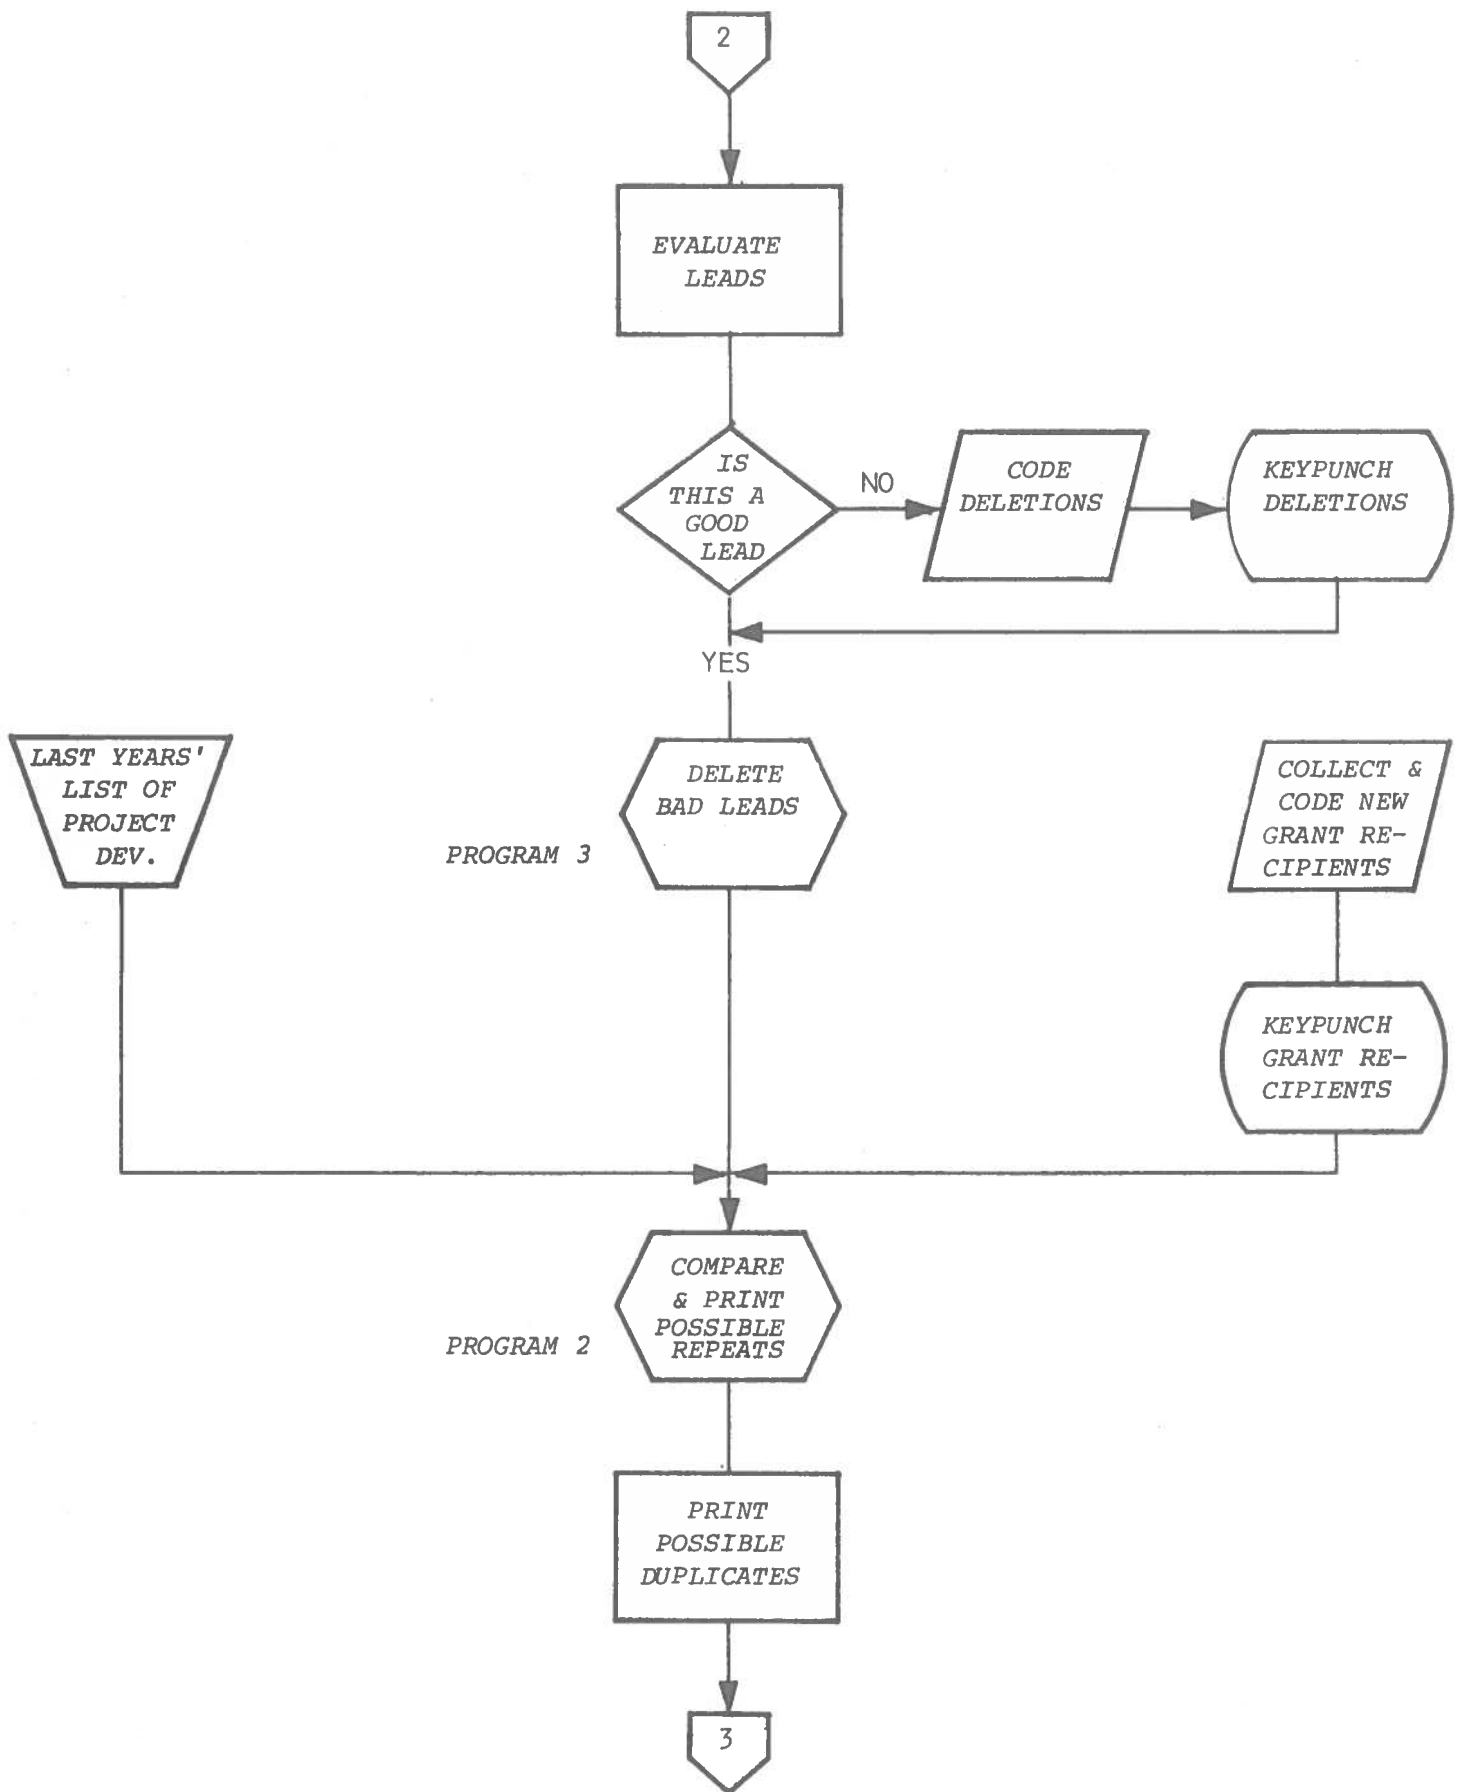 2
EVALUATE
LEADS
IS
THIS A
GOOD
LEAD
NO
CODE
DELETIONS
KEYPUNCH
DELETIONS
YES
LAST YEARS'
LIST OF
PROJECT
DEV.
PROGRAM 3
DELETE
BAD LEADS
COLLECT &
CODE NEW
GRANT RE-
CIPIENTS
KEYPUNCH
GRANT RE-
CIPIENTS
PROGRAM 2
COMPARE
& PRINT
POSSIBLE
REPEATS
PRINT
POSSIBLE
DUPLICATES
3